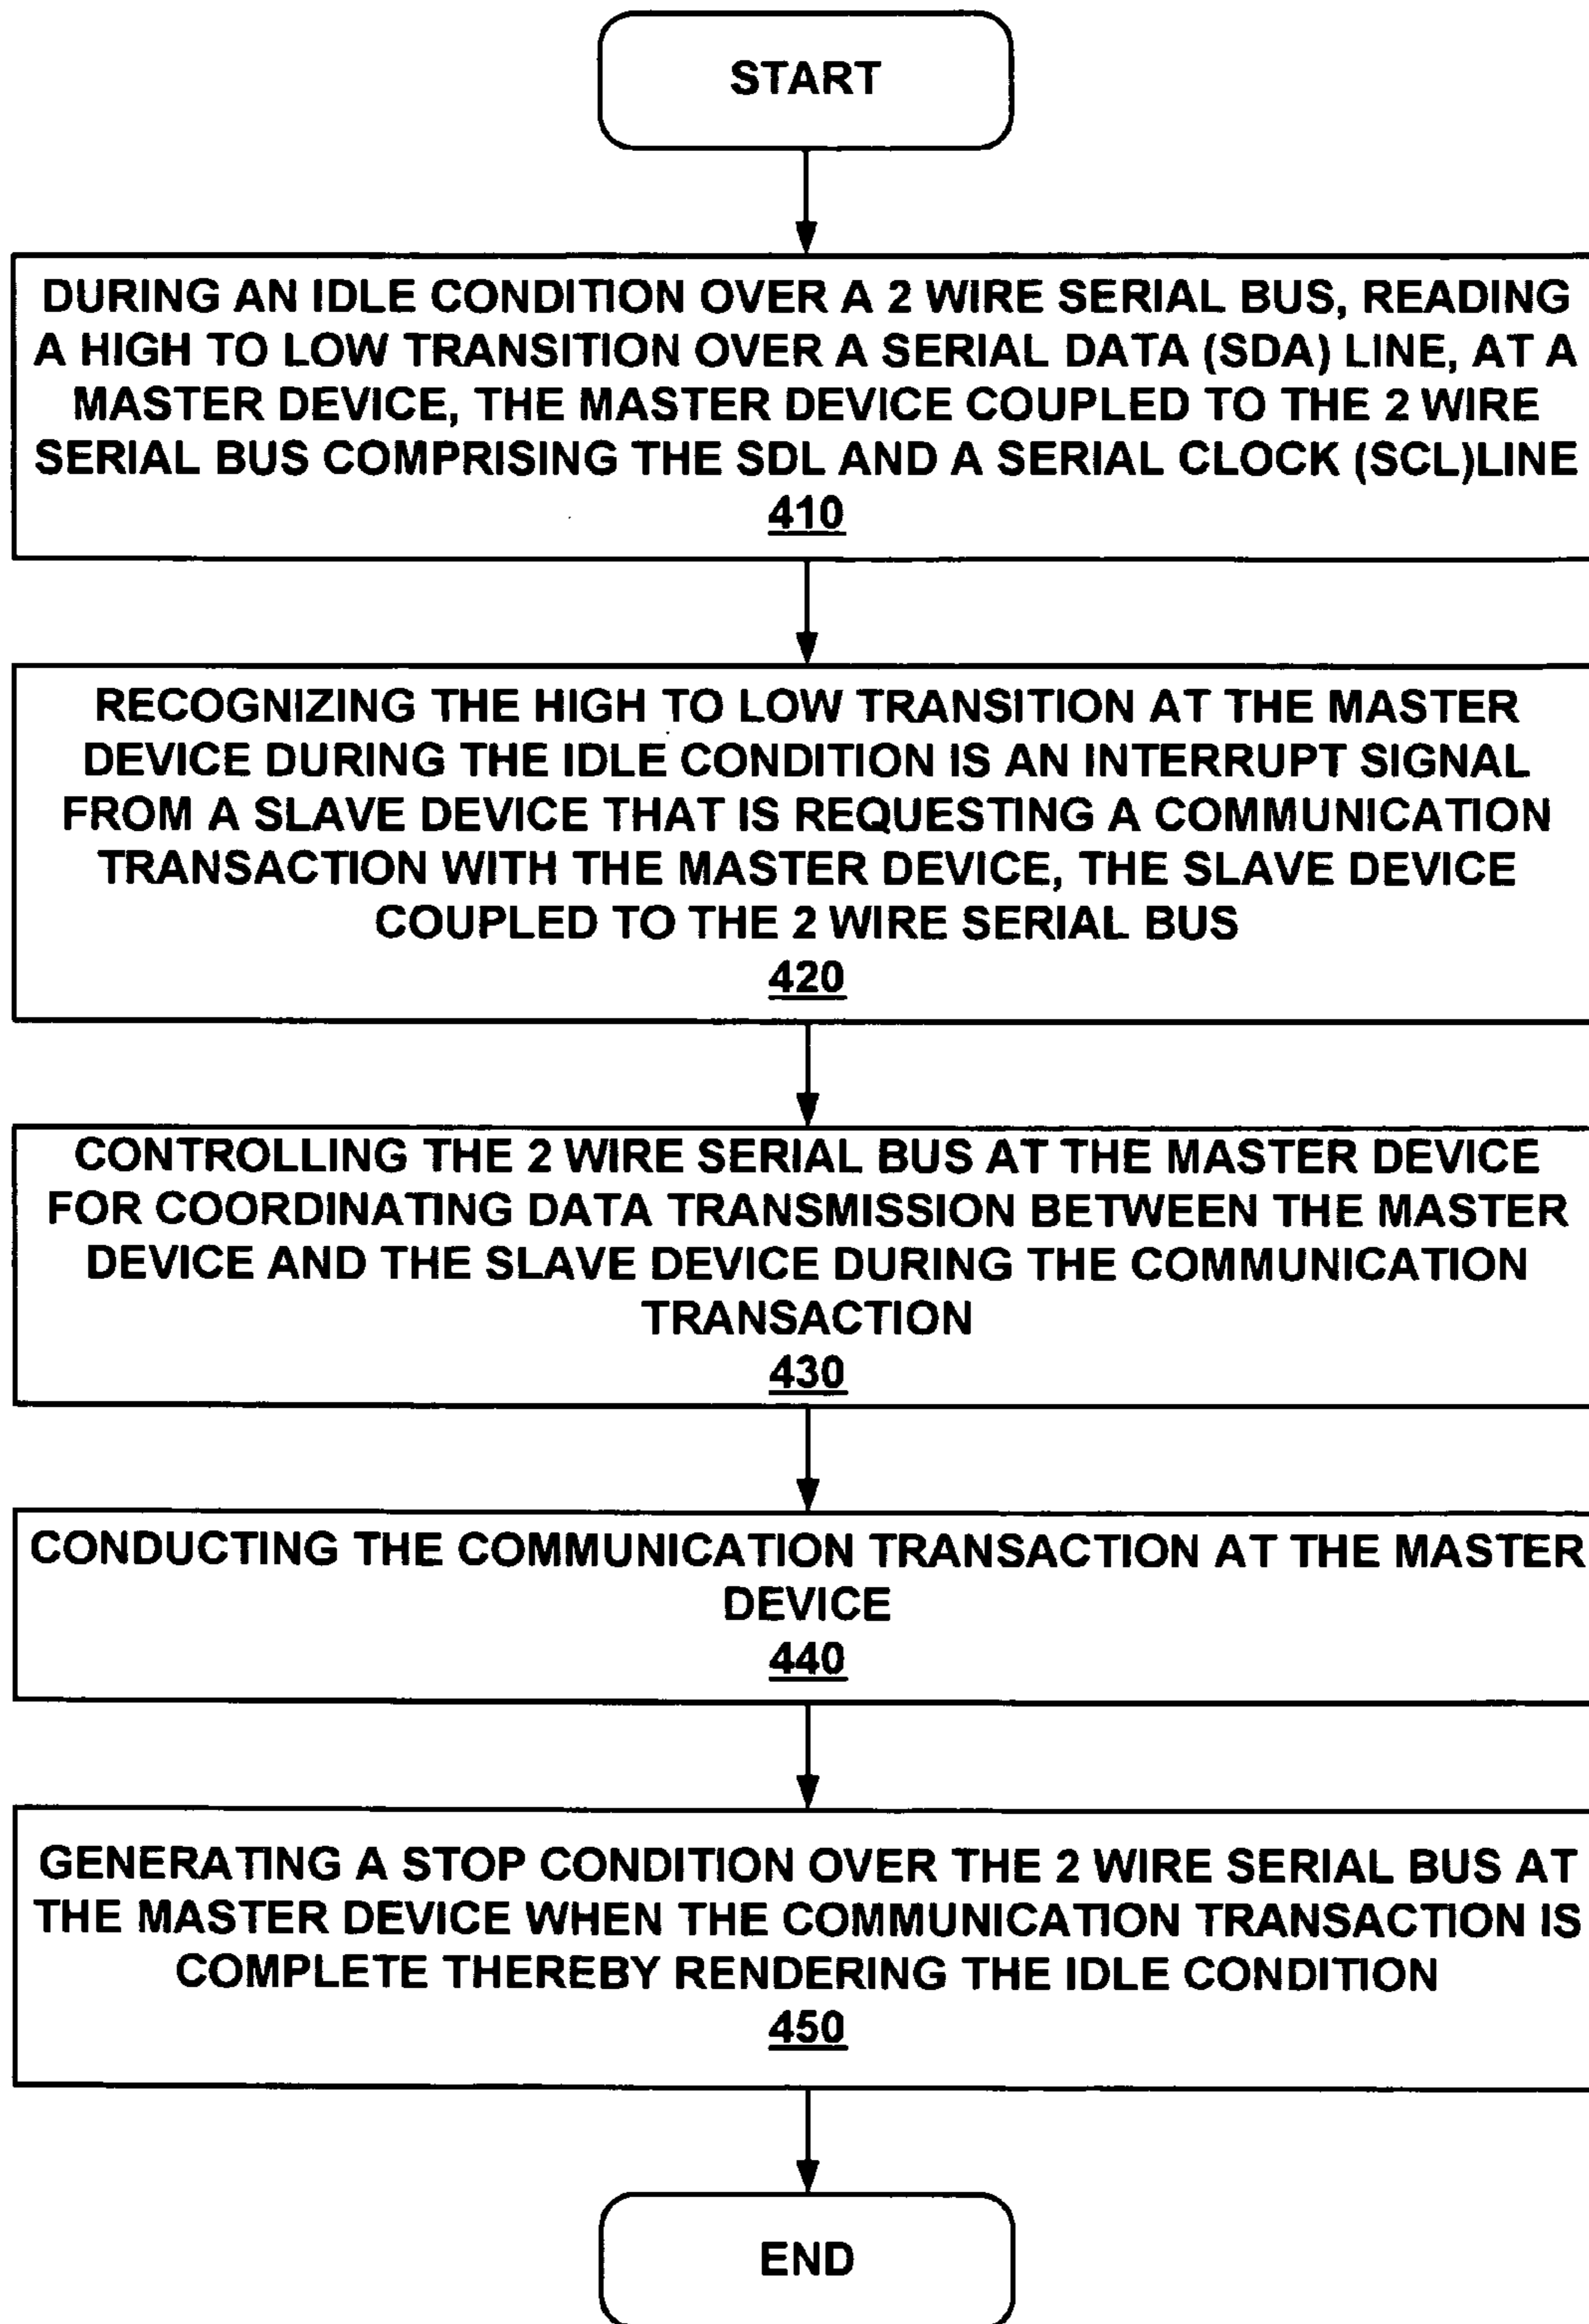 START
DURING AN IDLE CONDITION OVER A 2 WIRE SERIAL BUS, READING
A HIGH TO LOW TRANSITION OVER A SERIAL DATA (SDA) LINE, AT A
MASTER DEVICE, THE MASTER DEVICE COUPLED TO THE 2 WIRE
SERIAL BUS COMPRISING THE SDL AND A SERIAL CLOCK (SCL)LINE
410
RECOGNIZING THE HIGH TO LOW TRANSITION AT THE MASTER
DEVICE DURING THE IDLE CONDITION IS AN INTERRUPT SIGNAL
FROM A SLAVE DEVICE THAT IS REQUESTING A COMMUNICATION
TRANSACTION WITH THE MASTER DEVICE, THE SLAVE DEVICE
COUPLED TO THE 2 WIRE SERIAL BUS
420
CONTROLLING THE 2 WIRE SERIAL BUS AT THE MASTER DEVICE
FOR COORDINATING DATA TRANSMISSION BETWEEN THE MASTER
DEVICE AND THE SLAVE DEVICE DURING THE COMMUNICATION
TRANSACTION
430
CONDUCTING THE COMMUNICATION TRANSACTION AT THE MASTER
DEVICE
440
GENERATING A STOP CONDITION OVER THE 2 WIRE SERIAL BUS AT
THE MASTER DEVICE WHEN THE COMMUNICATION TRANSACTION IS
COMPLETE THEREBY RENDERING THE IDLE CONDITION
450
END